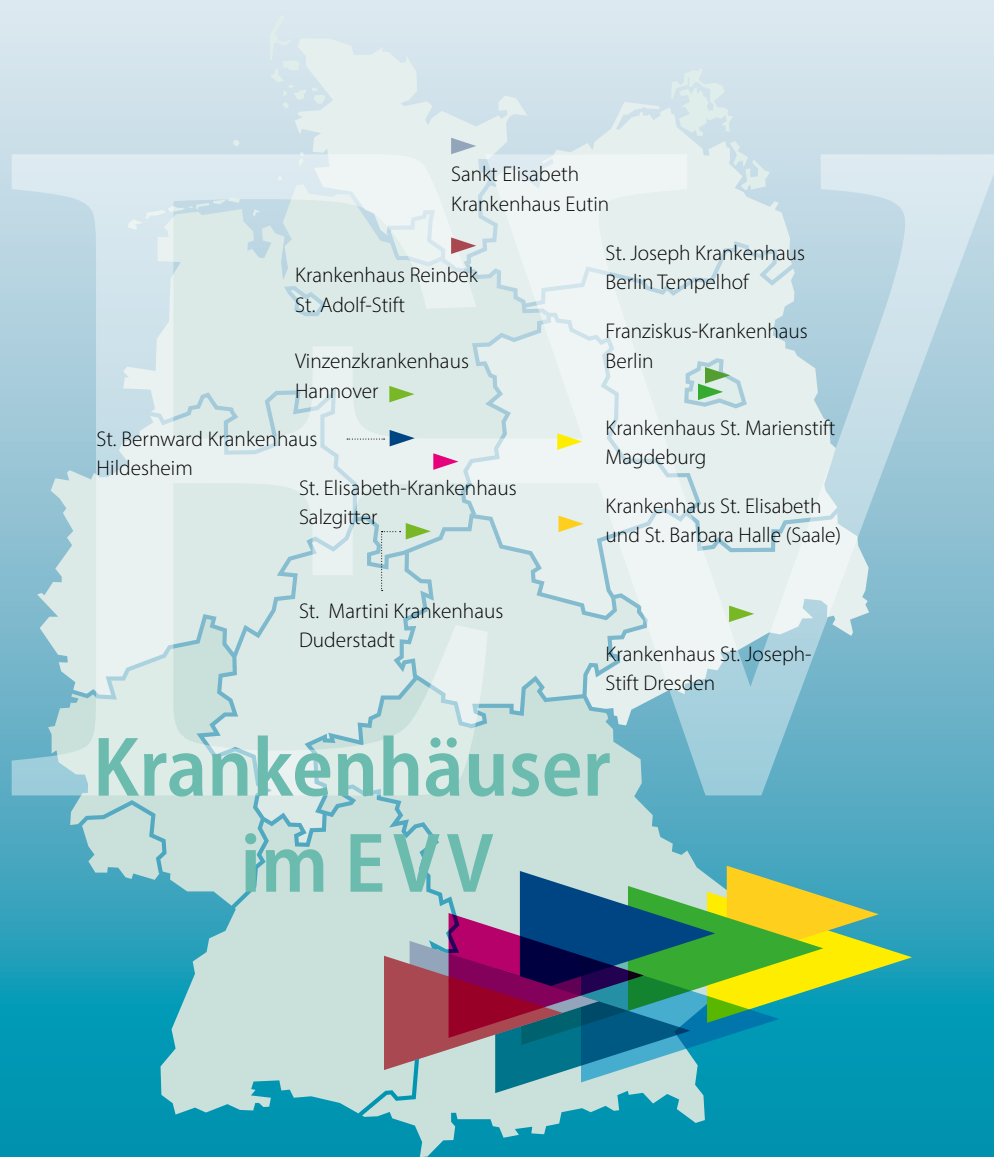 Sankt Elisabeth
Krankenhaus Eutin
Krankenhaus Reinbek
St. Adolf-Stift
St. Joseph Krankenhaus
Berlin Tempelhof
Franziskus-Krankenhaus
Berlin
Vinzenzkrankenhaus
Hannover
St. Bernward Krankenhaus
Hildesheim
Krankenhaus St. Marienstift
Magdeburg
St. Elisabeth-Krankenhaus
Salzgitter
Krankenhaus St. Elisabeth
und St. Barbara Halle (Saale)
St. Martini Krankenhaus
Duderstadt
Krankenhaus St. Joseph-
Stift Dresden
EVV
Krankenhäuser
im EVV